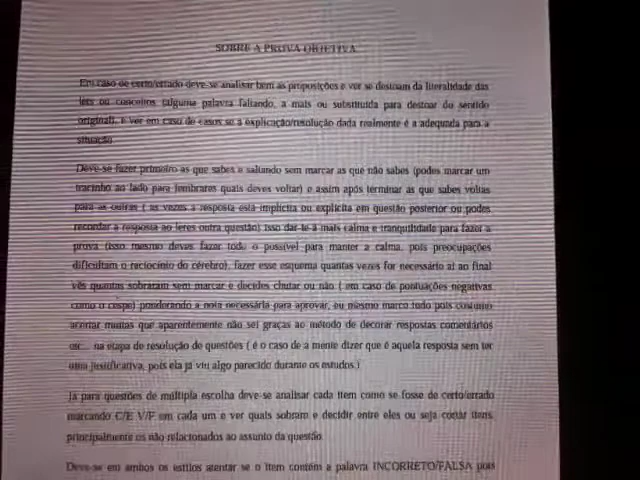 SOBRE A PROVA OBJETIVA
Em caso de certo/errado deve-se analisar bem as proposições e ver se destoam da literalidade das
leis ou conceitos (alguma palavra faltando, a mais ou substituída para destoar do sentido
original), e ver em caso de casos se a explicação/resolução dada realmente é a adequada para a
situação.
Deve-se fazer primeiro as que sabes e saltando sem marcar as que não sabes (podes marcar um
tracinho ao lado para lembrares quais deves voltar) e assim após terminar as que sabes voltas
para as outras ( as vezes a resposta está implícita ou explícita em questão posterior ou podes
recordar a resposta ao leres outra questão) isso dar-te-á mais calma e tranquilidade para fazer a
prova (isso mesmo deves fazer todo o possível para manter a calma, pois preocupações
dificultam o raciocínio do cérebro), fazer esse esquema quantas vezes for necessário aí ao final
vês quantas sobraram sem marcar e decides chutar ou não ( em caso de pontuações negativas
como o cespe) ponderando a nota necessária para aprovar, eu mesmo marco todo pois costumo
acertar muitas que aparentemente não sei graças ao método de decorar respostas comentários
etc... na etapa de resolução de questões ( é o caso de a mente dizer que é aquela resposta sem ter
uma justificativa, pois ela já viu algo parecido durante os estudos.)
Já para questões de múltipla escolha deve-se analisar cada item como se fosse de certo/errado
marcando C/E V/F em cada um e ver quais sobram e decidir entre eles ou seja cortar itens
principalmente os não relacionados ao assunto da questão.
Deve-se em ambos os estilos atentar se o item contém a palavra INCORRETO/FALSA pois